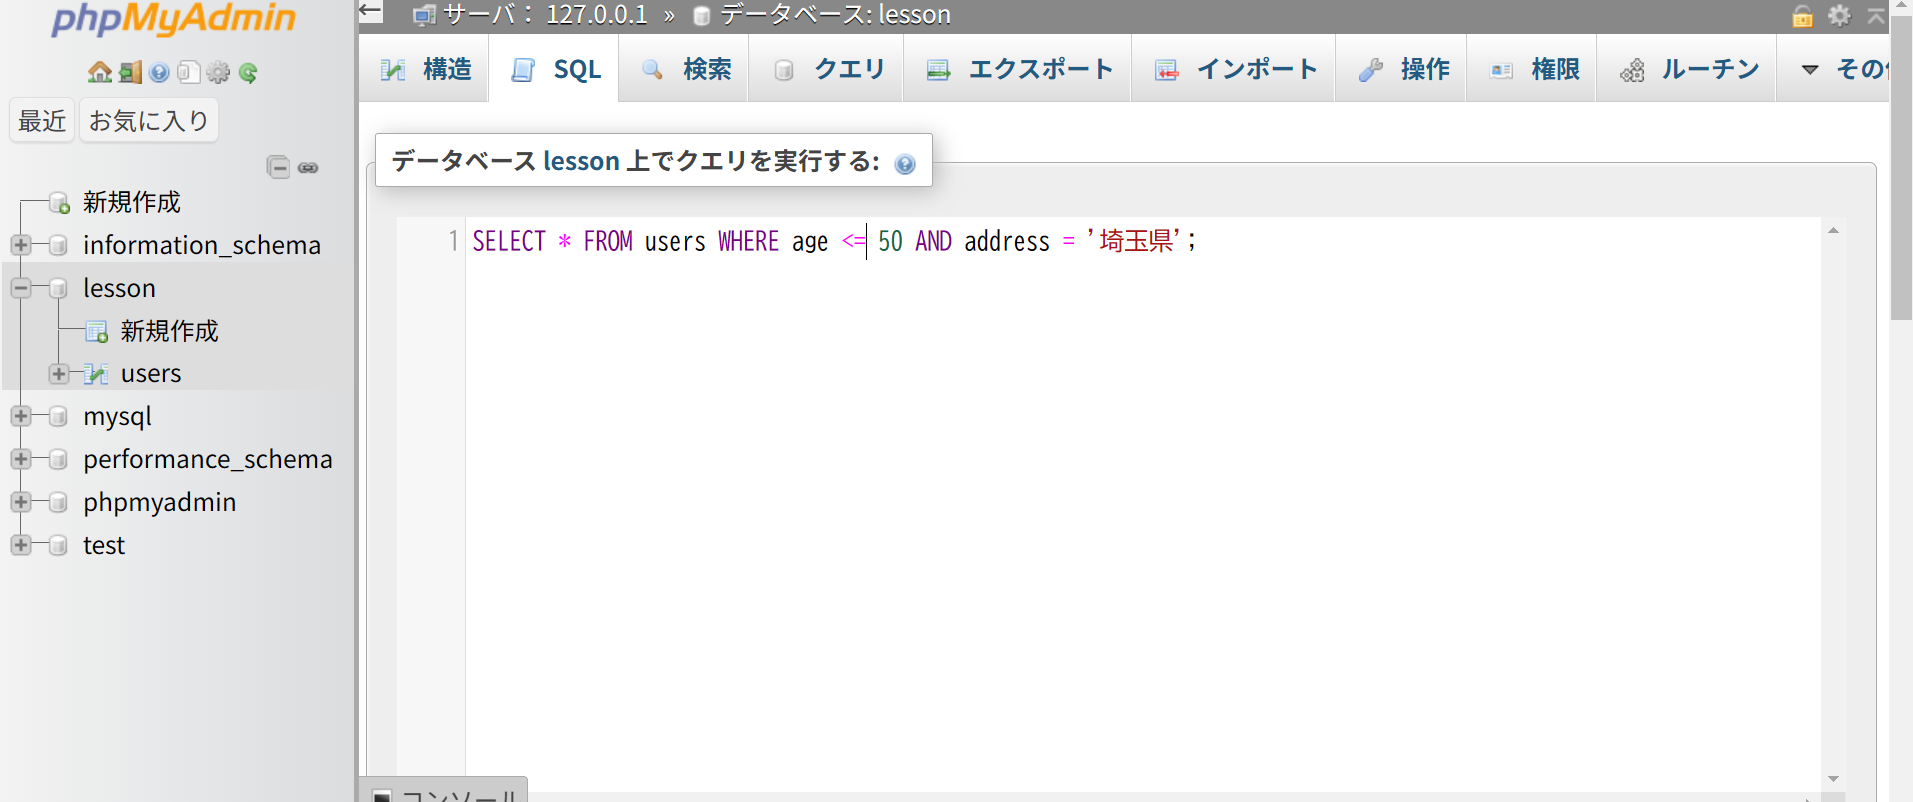 phpMyAdmin
最近 お気に入り
新規作成
information_schema
lesson
新規作成
users
mysql
performance_schema
phpmyadmin
test
サーバ： 127.0.0.1 » データベース: lesson
構造 SQL 検索 クエリ エクスポート インポート 操作 権限 ルーチン
データベース lesson 上でクエリを実行する:
1 SELECT * FROM users WHERE age <= 50 AND address = '埼玉県';
コンソール